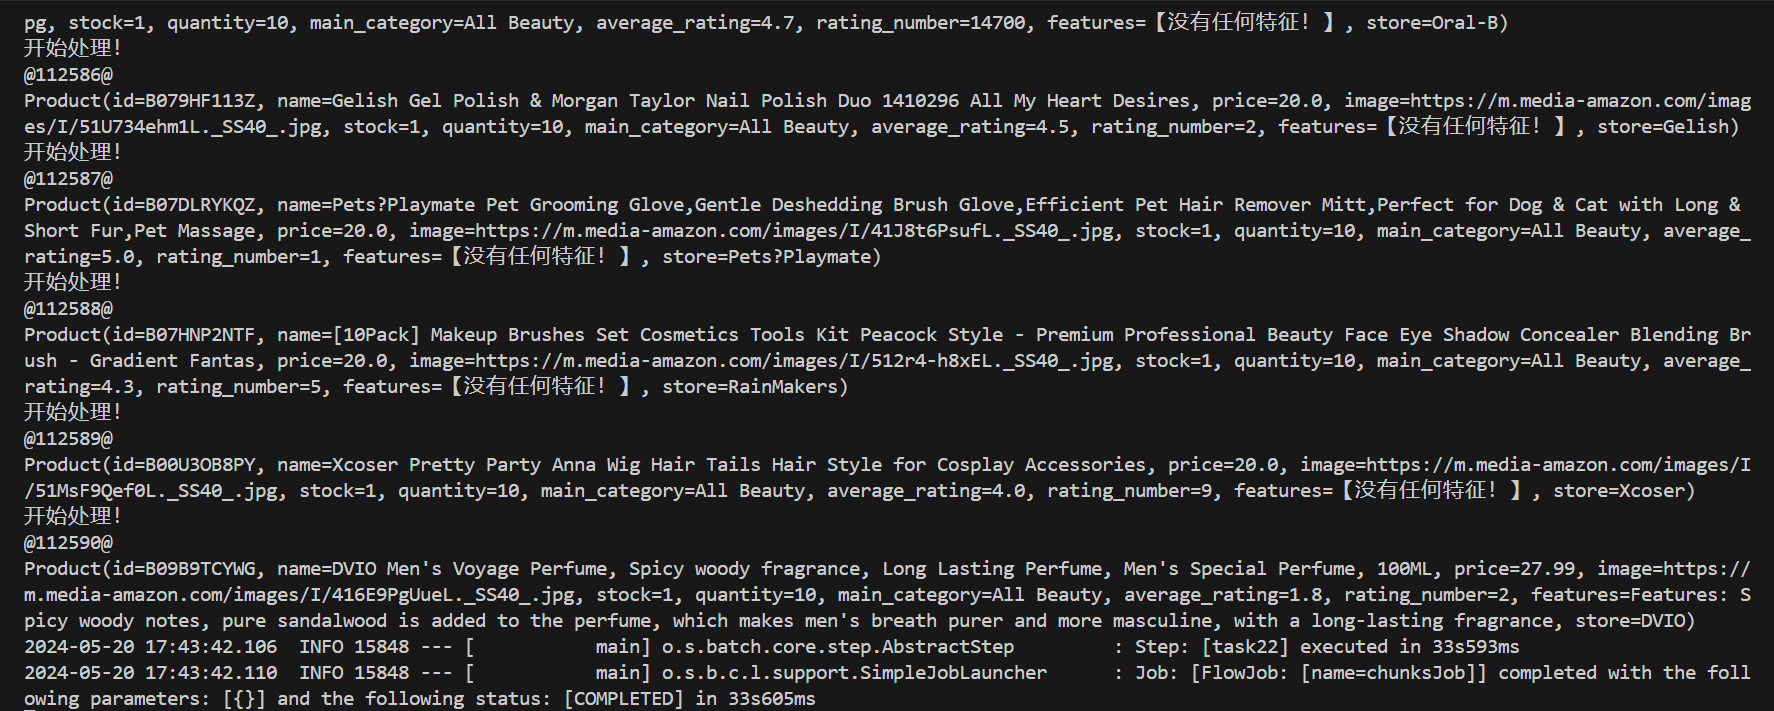 pg, stock=1, quantity=10, main_category=All Beauty, average_rating=4.7, rating_number=14700, features=【没有任何特征！】, store=Oral-B)
开始处理！
@112586@
Product(id=B079HF113Z, name=Gelish Gel Polish & Morgan Taylor Nail Polish Duo 1410296 All My Heart Desires, price=20.0, image=https://m.media-amazon.com/imag
es/I/51U734ehm1L._SS40_.jpg, stock=1, quantity=10, main_category=All Beauty, average_rating=4.5, rating_number=2, features=【没有任何特征！】, store=Gelish)
开始处理！
@112587@
Product(id=B07DLRYKQZ, name=Pets?Playmate Pet Grooming Glove,Gentle Deshedding Brush Glove,Efficient Pet Hair Remover Mitt,Perfect for Dog & Cat with Long &
Short Fur,Pet Massage, price=20.0, image=https://m.media-amazon.com/images/I/41J8t6PsufL._SS40_.jpg, stock=1, quantity=10, main_category=All Beauty, average_
rating=5.0, rating_number=1, features=【没有任何特征！】, store=Pets?Playmate)
开始处理！
@112588@
Product(id=B07HNP2NTF, name=[10Pack] Makeup Brushes Set Cosmetics Tools Kit Peacock Style - Premium Professional Beauty Face Eye Shadow Concealer Blending Br
ush - Gradient Fantas, price=20.0, image=https://m.media-amazon.com/images/I/512r4-h8xEL._SS40_.jpg, stock=1, quantity=10, main_category=All Beauty, average_
rating=4.3, rating_number=5, features=【没有任何特征！】, store=RainMakers)
开始处理！
@112589@
Product(id=B00U3OB8PY, name=Xcoser Pretty Party Anna Wig Hair Tails Hair Style for Cosplay Accessories, price=20.0, image=https://m.media-amazon.com/images/I
/51MsF9Qef0L._SS40_.jpg, stock=1, quantity=10, main_category=All Beauty, average_rating=4.0, rating_number=9, features=【没有任何特征！】, store=Xcoser)
开始处理！
@112590@
Product(id=B09B9TCYWG, name=DVIO Men's Voyage Perfume, Spicy woody fragrance, Long Lasting Perfume, Men's Special Perfume, 100ML, price=27.99, image=https://
m.media-amazon.com/images/I/416E9PgUueL._SS40_.jpg, stock=1, quantity=10, main_category=All Beauty, average_rating=1.8, rating_number=2, features=Features: S
picy woody notes, pure sandalwood is added to the perfume, which makes men's breath purer and more masculine, with a long-lasting fragrance, store=DVIO)
2024-05-20 17:43:42.106  INFO 15848 --- [           main] o.s.batch.core.step.AbstractStep         : Step: [task22] executed in 33s593ms
2024-05-20 17:43:42.110  INFO 15848 --- [           main] o.s.b.c.l.support.SimpleJobLauncher      : Job: [FlowJob: [name=chunksJob]] completed with the foll
owing parameters: [{}] and the following status: [COMPLETED] in 33s605ms